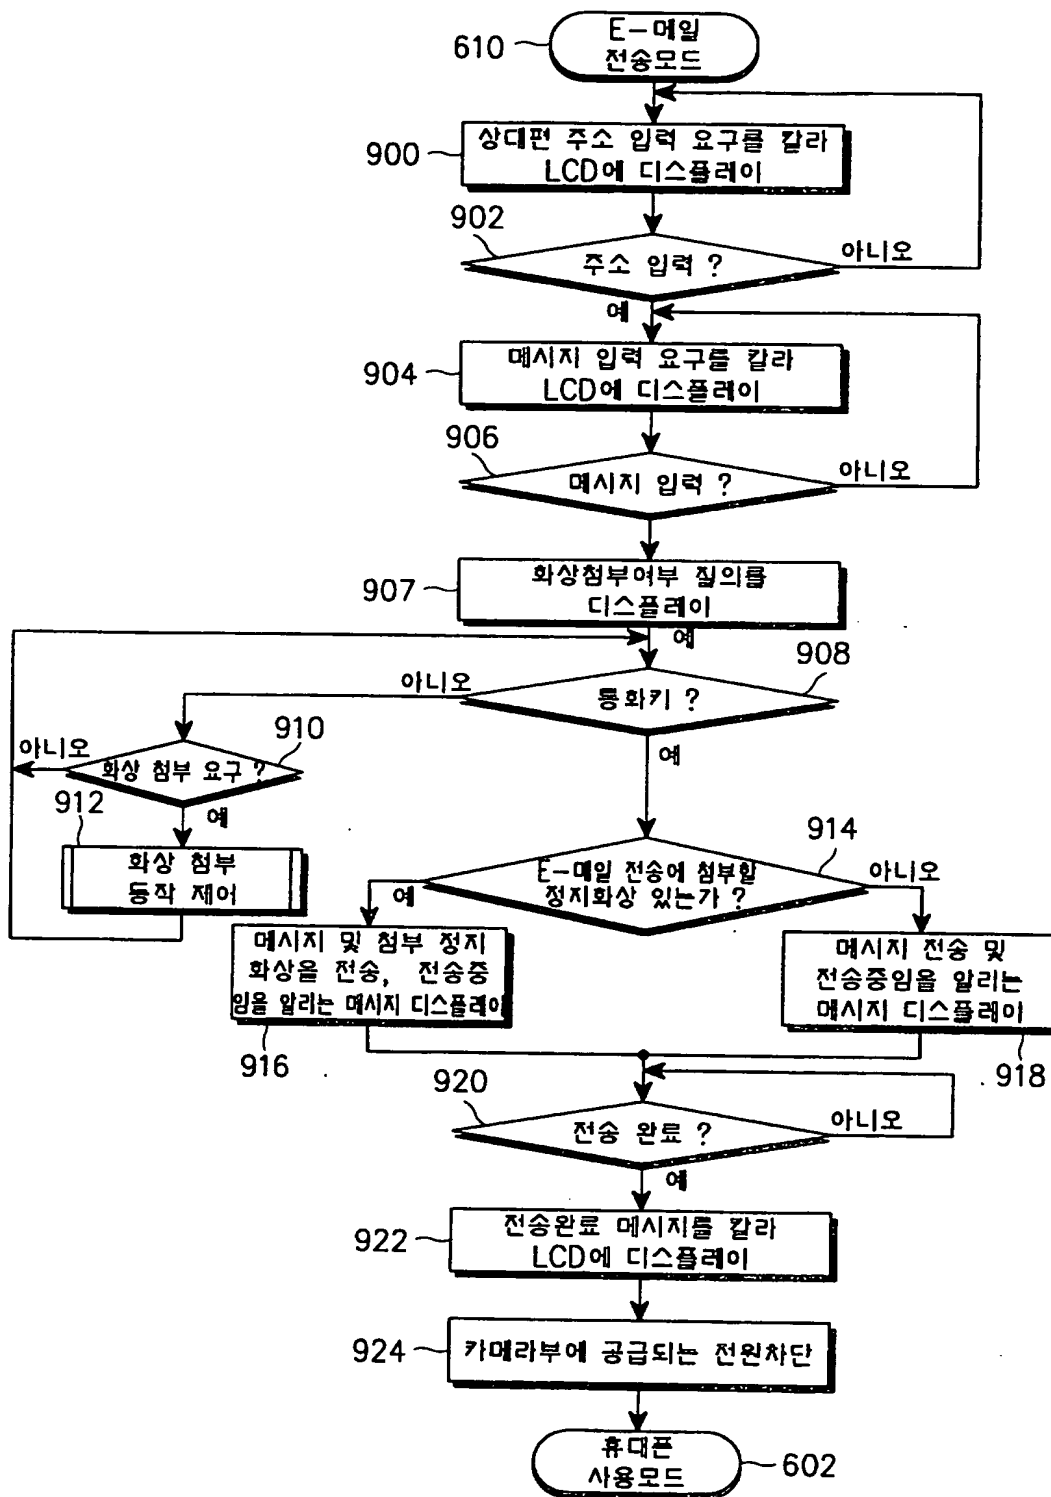 E-메일
전송모드
610
상대편 주소 입력 요구를 칼라
LCD에 디스플레이
900
902
주소 입력 ?
아니오
예
메시지 입력 요구를 칼라
LCD에 디스플레이
904
906
메시지 입력 ?
아니오
화상첨부여부 질의를
디스플레이
907
예
908
통화키 ?
아니오
예
910
화상 첨부 요구 ?
아니오
예
912
화상 첨부
동작 제어
914
E-메일 전송에 첨부할
정지화상 있는가 ?
예
아니오
메시지 및 첨부 정지
화상을 전송, 전송중
임을 알리는 메시지 디스플레이
916
메시지 전송 및
전송중임을 알리는
메시지 디스플레이
918
920
전송 완료 ?
아니오
예
전송완료 메시지를 칼라
LCD에 디스플레이
922
카메라부에 공급되는 전원차단
924
휴대폰
사용모드
602